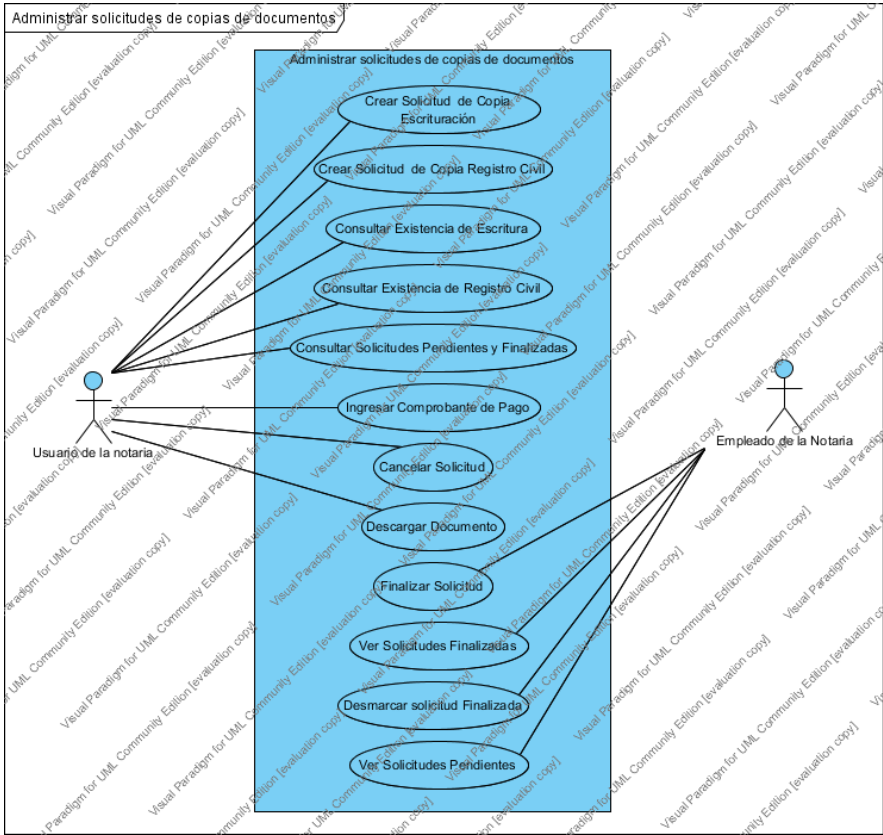 Administrar solicitudes de copias de documentos
Administrar solicitudes de copias de documentos
Crear Solicitud de Copia
Escrituración
Crear Solicitud de Copia Registro Civil
Consultar Existencia de Escritura
Consultar Existencia de Registro Civil
Consultar Solicitudes Pendientes y Finalizadas
Ingresar Comprobante de Pago
Usuario de la notaria
Empleado de la Notaria
Cancelar Solicitud
Descargar Documento
Finalizar Solicitud
Ver Solicitudes Finalizadas
Desmarcar solicitud Finalizada
Ver Solicitudes Pendientes
Visual Paradigm for UML Community Edition [evaluation copy]